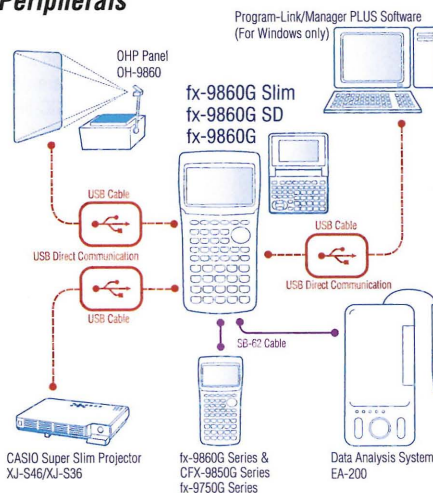 Peripherals
Program-Link/Manager PLUS Software
(For Windows only)
OHP Panel
OH-9860
fx-9860G Slim
fx-9860G SD
fx-9860G
USB Cable
USB Direct Communication
USB Cable
USB Cable
USB Direct Communication
SB-62 Cable
CASIO Super Slim Projector
XJ-S46/XJ-S36
fx-9860G Series &
CFX-9850G Series
fx-9750G Series
Data Analysis System
EA-200